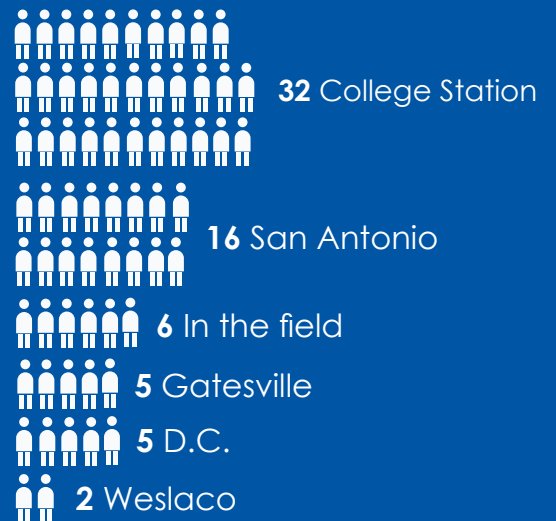 32 College Station
16 San Antonio
6 In the field
5 Gatesville
5 D.C.
2 Weslaco